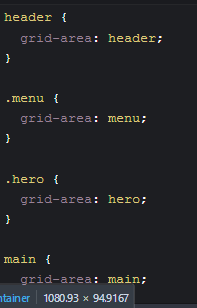 header {
  grid-area: header;
}

.menu {
  grid-area: menu;
}

.hero {
  grid-area: hero;
}

main {
  grid-area: main;
ntainer 1080.93 × 94.9167